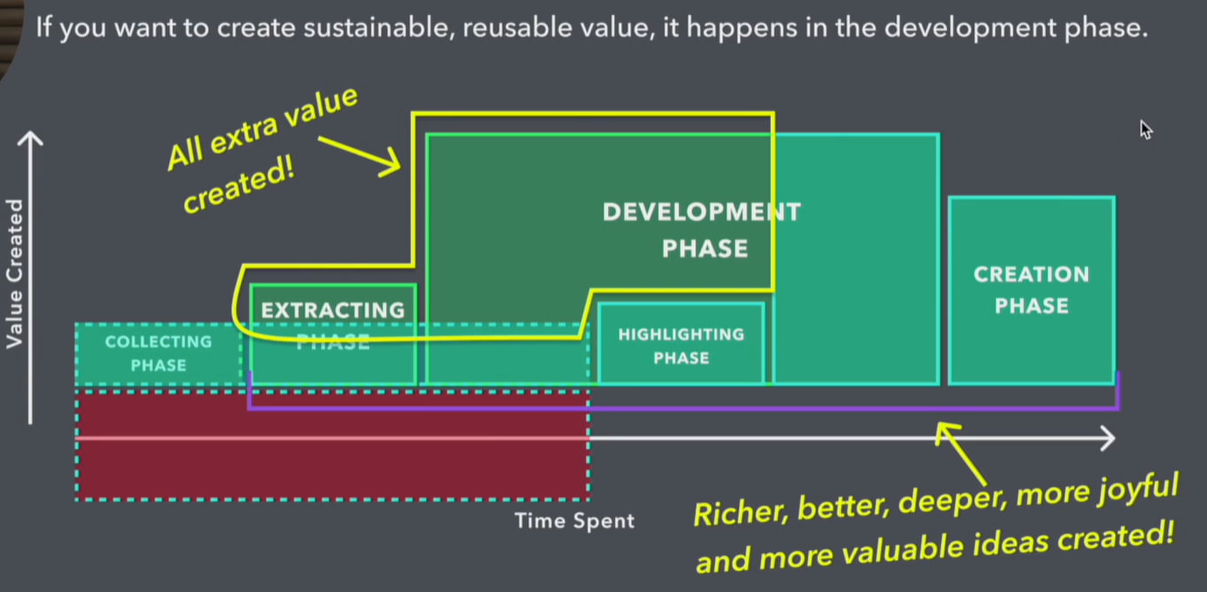 If you want to create sustainable, reusable value, it happens in the development phase.
All extra value
created!
Value Created
DEVELOPMENT
PHASE
CREATION
PHASE
EXTRACTING
PHASE
COLLECTING
PHASE
HIGHLIGHTING
PHASE
Time Spent
Richer, better, deeper, more joyful
and more valuable ideas created!